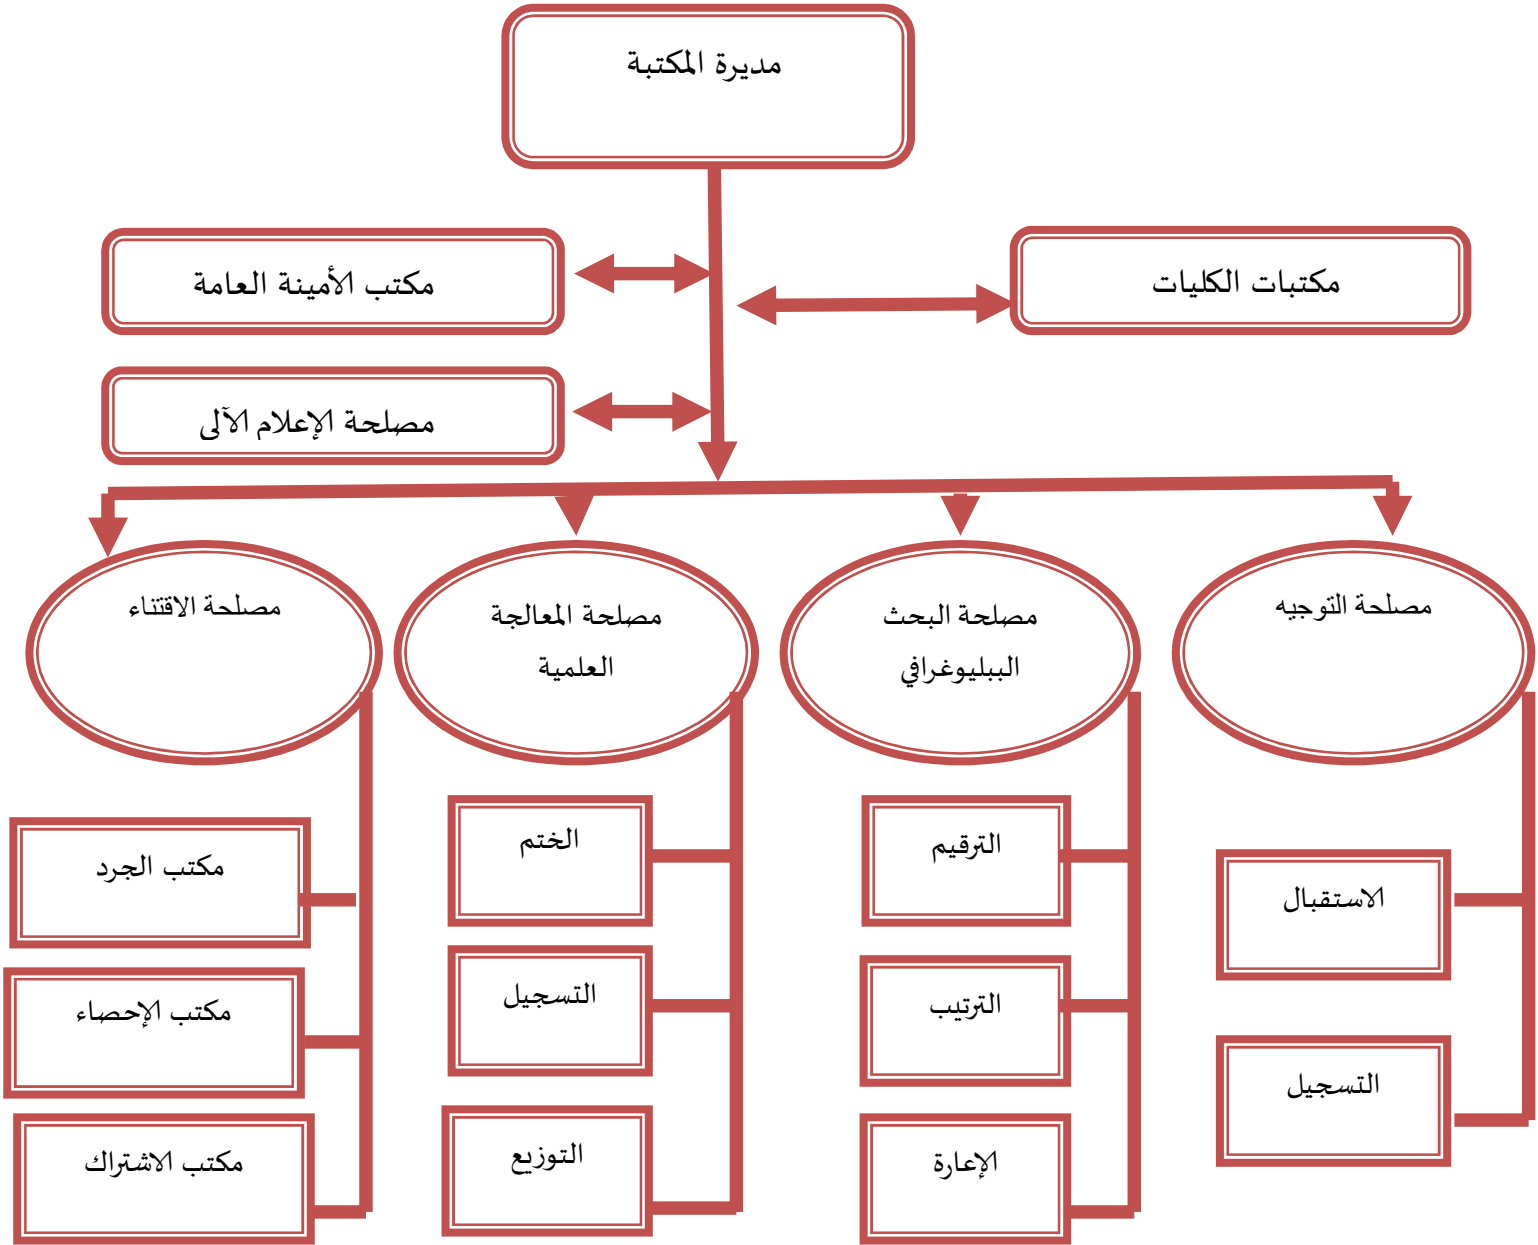 مديرة المكتبة
مكتبات الكليات
مكتب الأمينة العامة
مصلحة الإعلام الآلى
مصلحة التوجيه
مصلحة البحث
الببليوغرافي
مصلحة المعالجة
العلمية
مصلحة الاقتناء
الاستقبال
التسجيل
الترقيم
الترتيب
الإعارة
الختم
التسجيل
التوزيع
مكتب الجرد
مكتب الإحصاء
مكتب الاشتراك